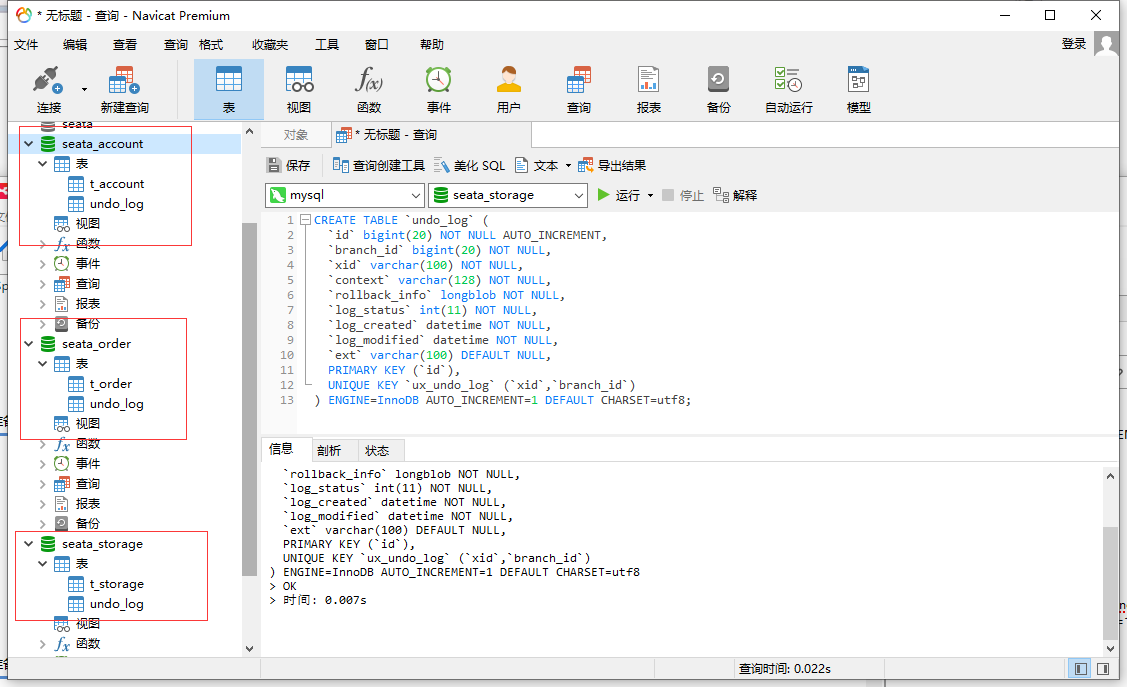 * 无标题 - 查询 - Navicat Premium
文件 编辑 查看 查询 格式 收藏夹 工具 窗口 帮助 登录
连接 新建查询 表 视图 函数 事件 用户 查询 报表 备份 自动运行 模型
seata
seata_account
表
t_account
undo_log
视图
函数
事件
查询
报表
备份
seata_order
表
t_order
undo_log
视图
函数
事件
查询
报表
备份
seata_storage
表
t_storage
undo_log
视图
函数
对象 * 无标题 - 查询
保存 查询创建工具 美化 SQL 文本 导出结果
mysql seata_storage 运行 停止 解释
1 CREATE TABLE `undo_log` (
2 `id` bigint(20) NOT NULL AUTO_INCREMENT,
3 `branch_id` bigint(20) NOT NULL,
4 `xid` varchar(100) NOT NULL,
5 `context` varchar(128) NOT NULL,
6 `rollback_info` longblob NOT NULL,
7 `log_status` int(11) NOT NULL,
8 `log_created` datetime NOT NULL,
9 `log_modified` datetime NOT NULL,
10 `ext` varchar(100) DEFAULT NULL,
11 PRIMARY KEY (`id`),
12 UNIQUE KEY `ux_undo_log` (`xid`,`branch_id`)
13 ) ENGINE=InnoDB AUTO_INCREMENT=1 DEFAULT CHARSET=utf8;
信息 剖析 状态
`rollback_info` longblob NOT NULL,
`log_status` int(11) NOT NULL,
`log_created` datetime NOT NULL,
`log_modified` datetime NOT NULL,
`ext` varchar(100) DEFAULT NULL,
PRIMARY KEY (`id`),
UNIQUE KEY `ux_undo_log` (`xid`,`branch_id`)
) ENGINE=InnoDB AUTO_INCREMENT=1 DEFAULT CHARSET=utf8
> OK
> 时间: 0.007s
查询时间: 0.022s